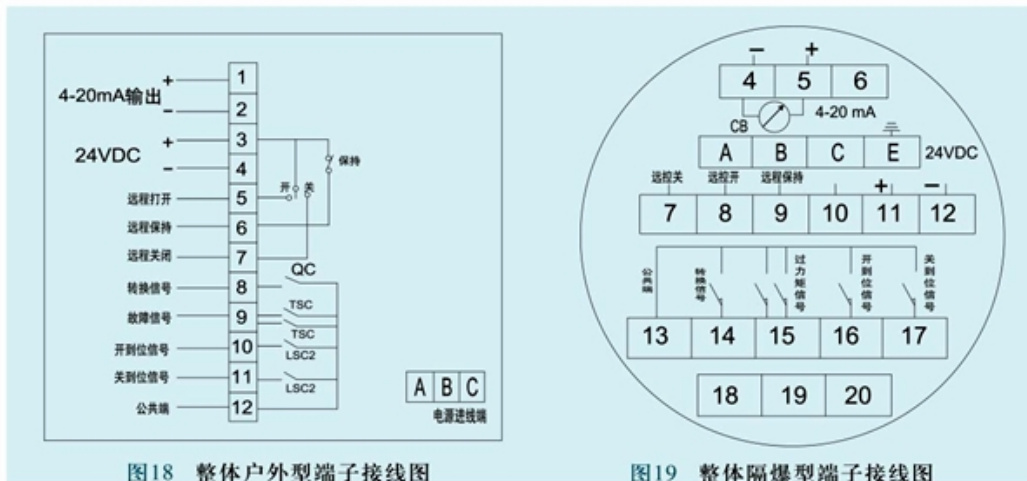 4-20mA输出
+
1
−
2
24VDC
+
3
−
4
远程打开
5
远程保持
6
远程关闭
7
转换信号
8
故障信号
9
开到位信号
10
关到位信号
11
公共端
12
保持
开 关
QC
TSC
TSC
LSC2
LSC2
A B C
电源进线端
图18 整体户外型端子接线图
− +
4 5 6
CB
4-20 mA
A B C E 24VDC
远控关 远控开 远程保持
+ −
7 8 9 10 11 12
公共端
转换信号
过力矩信号
开到位信号
关到位信号
13 14 15 16 17
18 19 20
图19 整体隔爆型端子接线图